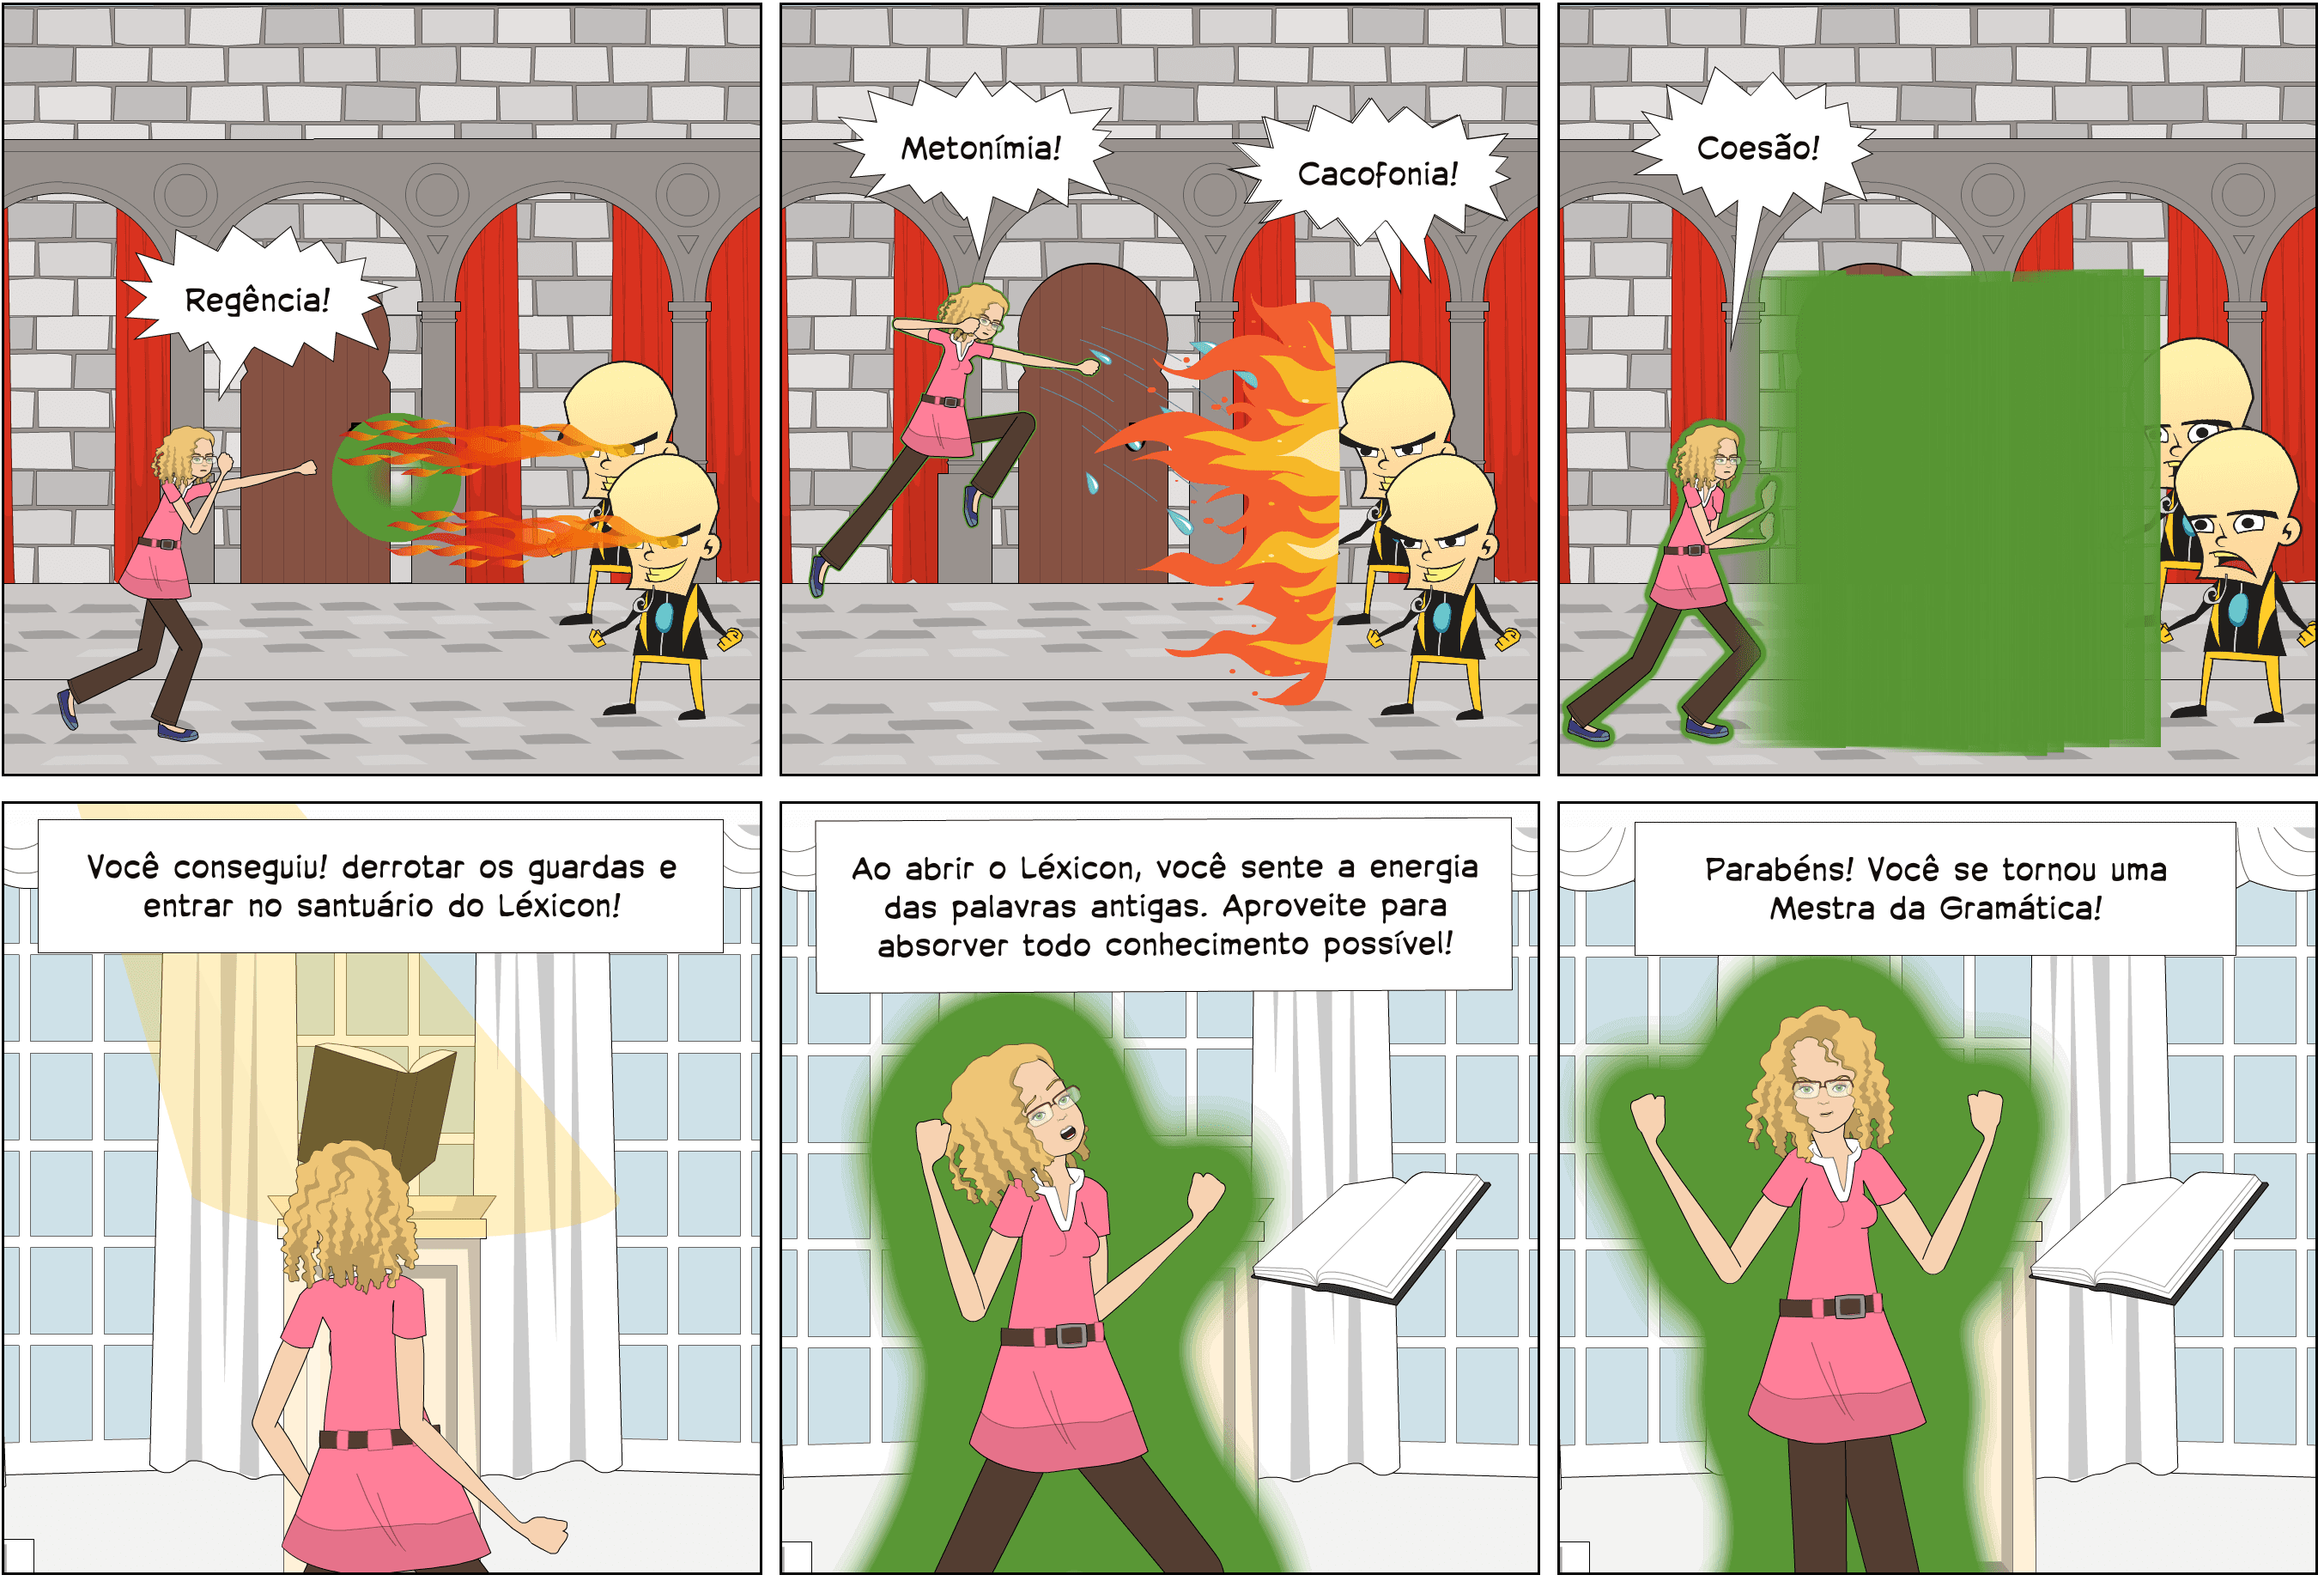 Regência!
Metonímia!
Cacofonia!
Coesão!
Você conseguiu! derrotar os guardas e
entrar no santuário do Léxicon!
Ao abrir o Léxicon, você sente a energia
das palavras antigas. Aproveite para
absorver todo conhecimento possível!
Parabéns! Você se tornou uma
Mestra da Gramática!